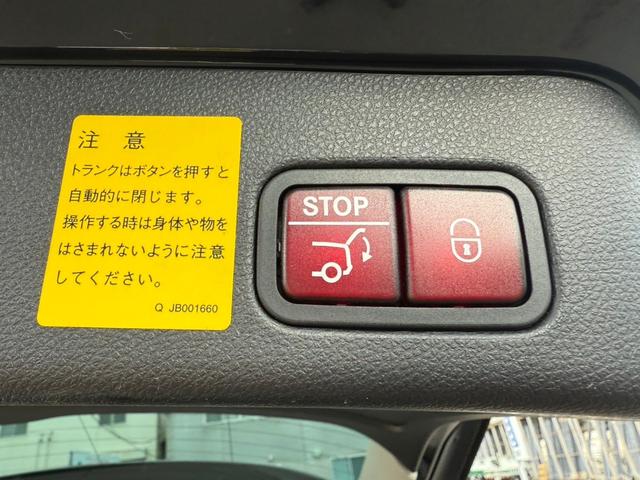 注 意
トランクはボタンを押すと
自動的に閉じます。
操作する時は身体や物を
はさまれないように注意
してください。
Q JB001660
STOP